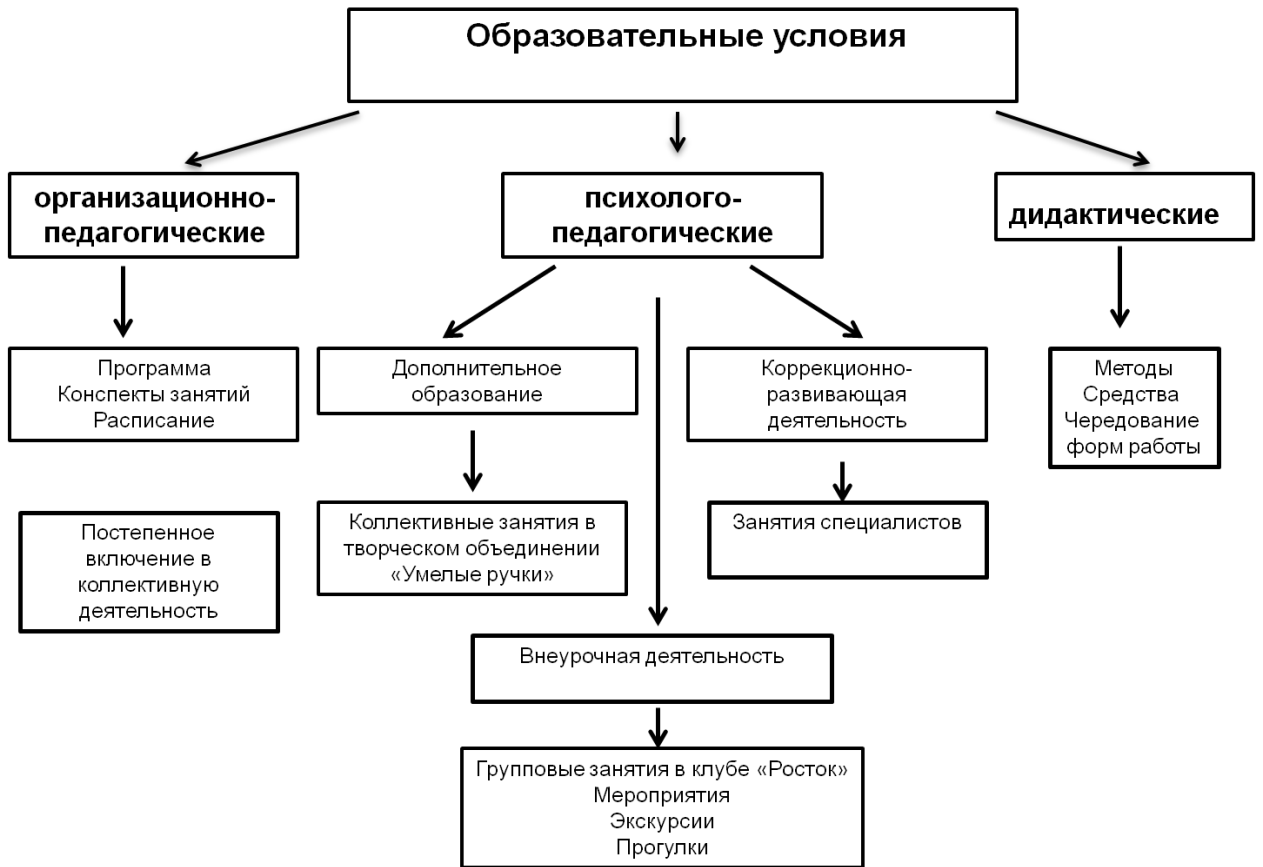 Образовательные условия
организационно-
педагогические
психолого-
педагогические
дидактические
Программа
Конспекты занятий
Расписание
Дополнительное
образование
Коррекционно-
развивающая
деятельность
Методы
Средства
Чередование
форм работы
Постепенное
включение в
коллективную
деятельность
Коллективные занятия в
творческом объединении
«Умелые ручки»
Занятия специалистов
Внеурочная деятельность
Групповые занятия в клубе «Росток»
Мероприятия
Экскурсии
Прогулки